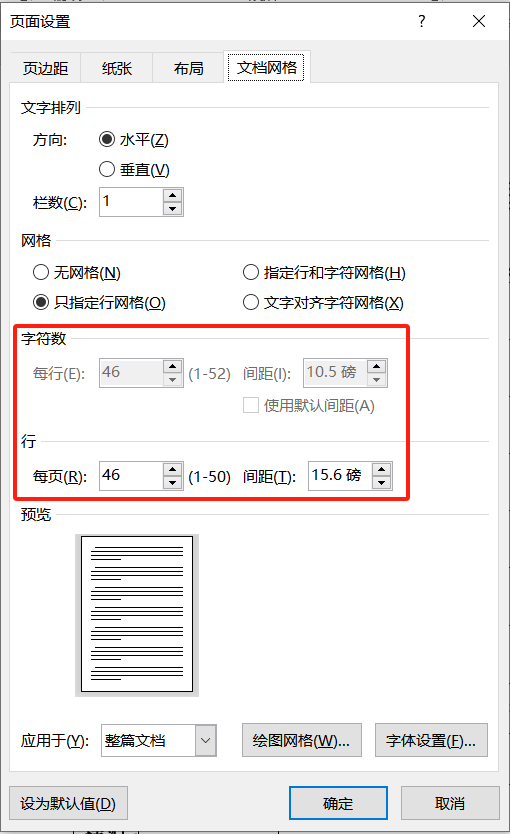 页面设置 ?
页边距 纸张 布局 文档网格
文字排列
方向: 水平(Z)
垂直(V)
栏数(C): 1
网格
无网格(N) 指定行和字符网格(H)
只指定行网格(O) 文字对齐字符网格(X)
字符数
每行(E): 46 (1-52) 间距(I): 10.5 磅
使用默认间距(A)
行
每页(R): 46 (1-50) 间距(T): 15.6 磅
预览
应用于(Y): 整篇文档 绘图网格(W)... 字体设置(F)...
设为默认值(D) 确定 取消